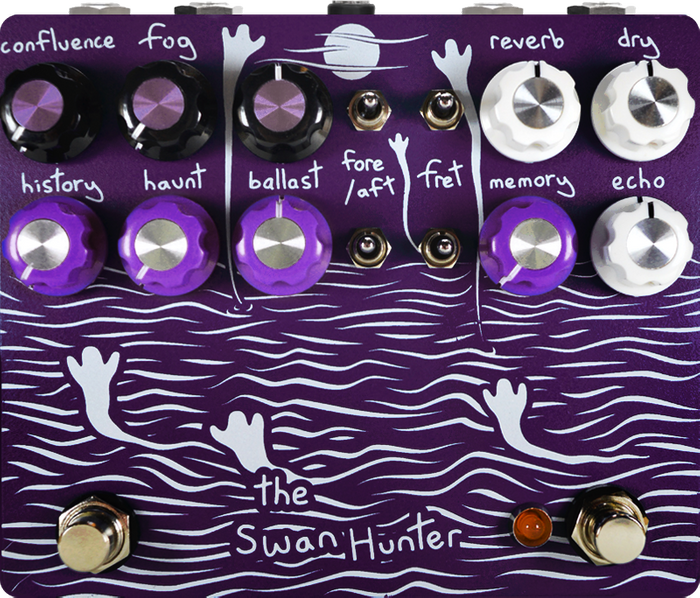 confluence fog reverb dry
history haunt ballast fore
/aft fret memory echo
the
Swan Hunter